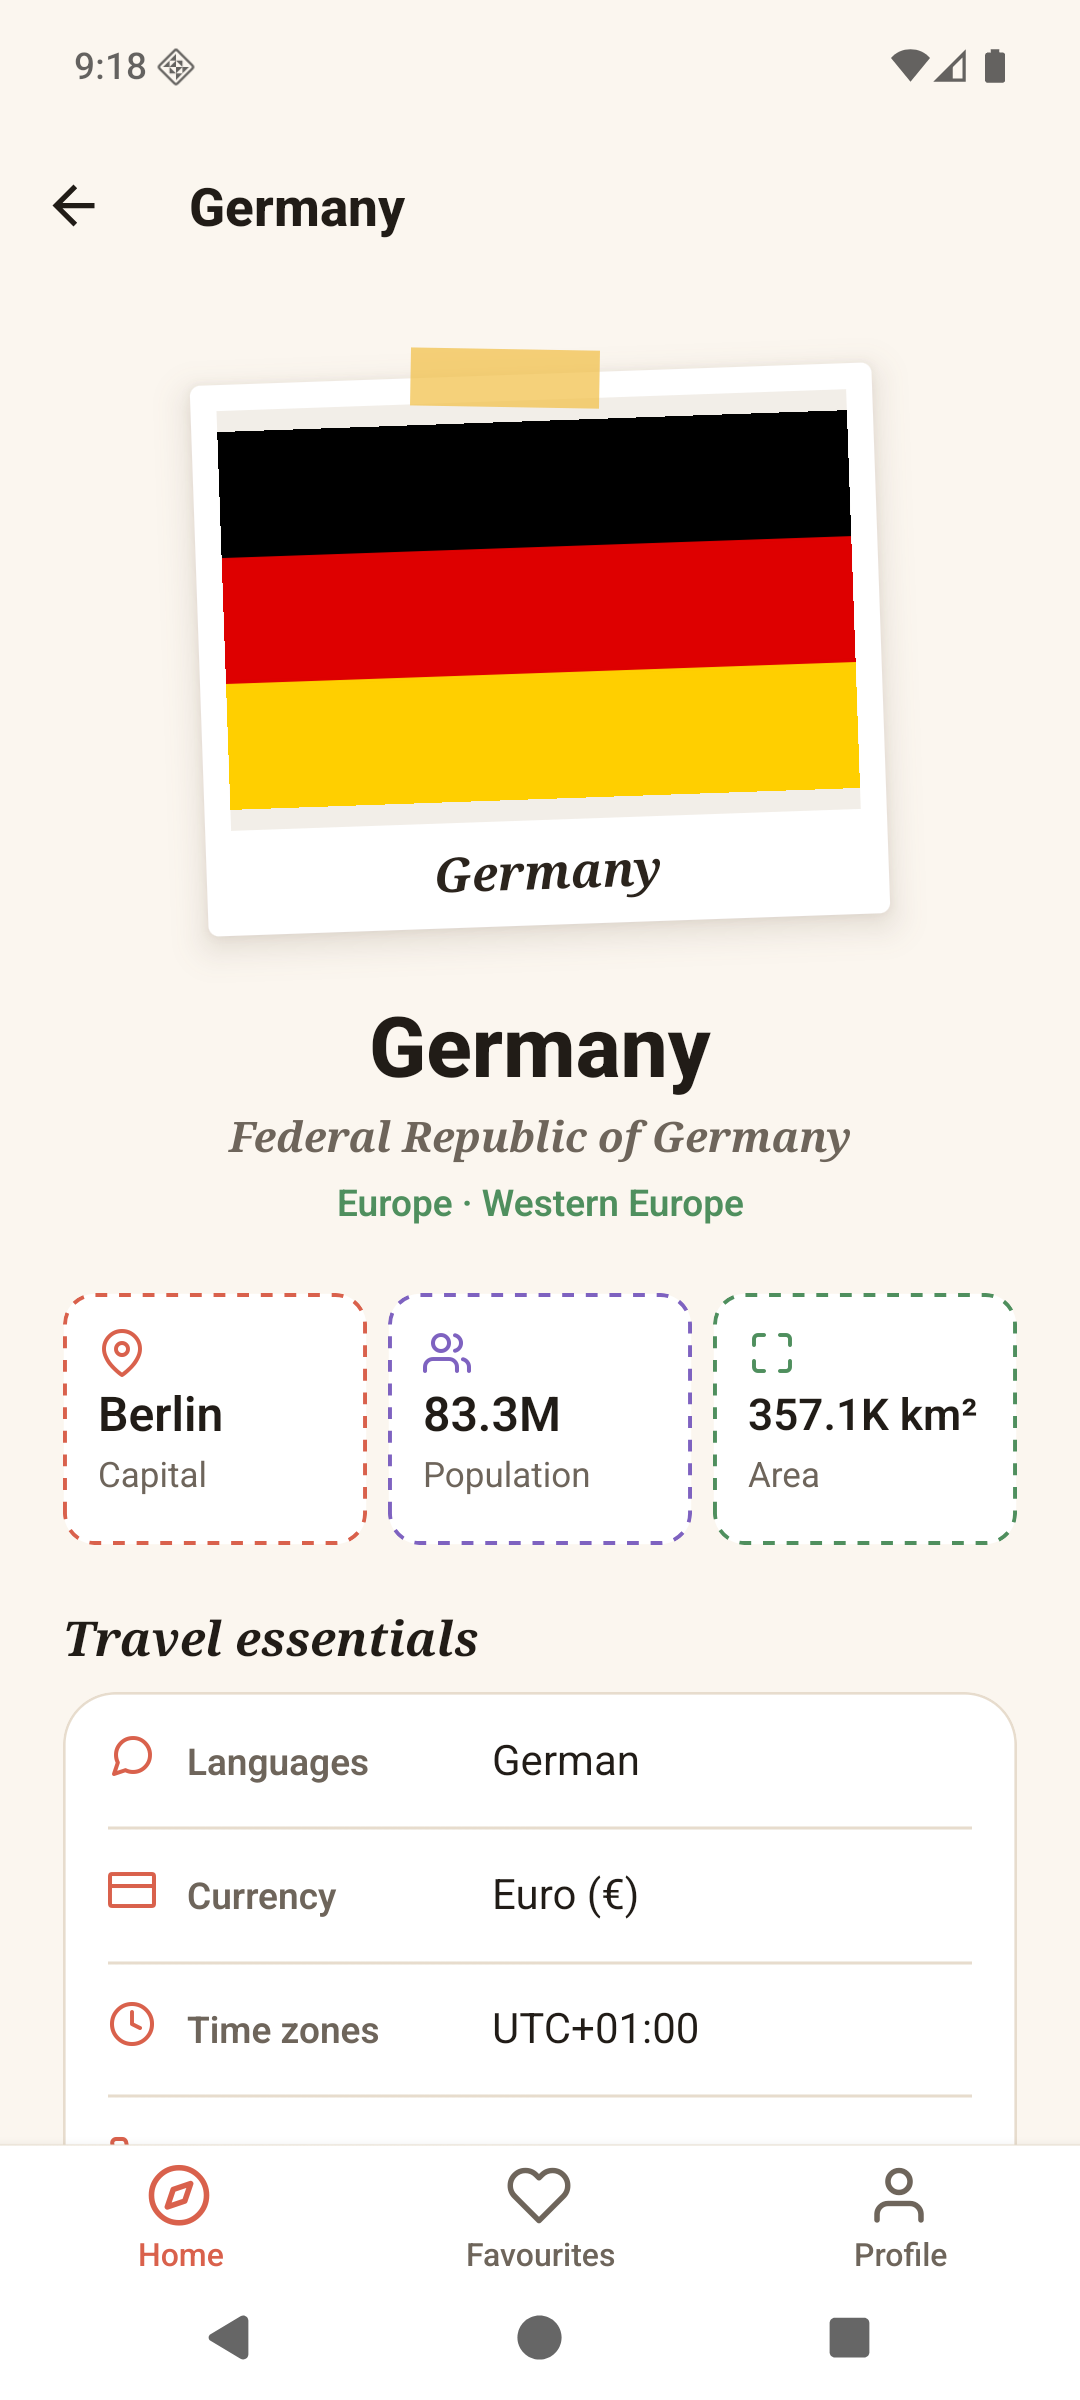 9:18
Germany
Germany
Germany
Federal Republic of Germany
Europe · Western Europe
Berlin
Capital
83.3M
Population
357.1K km²
Area
Travel essentials
Languages German
Currency Euro (€)
Time zones UTC+01:00
Home
Favourites
Profile